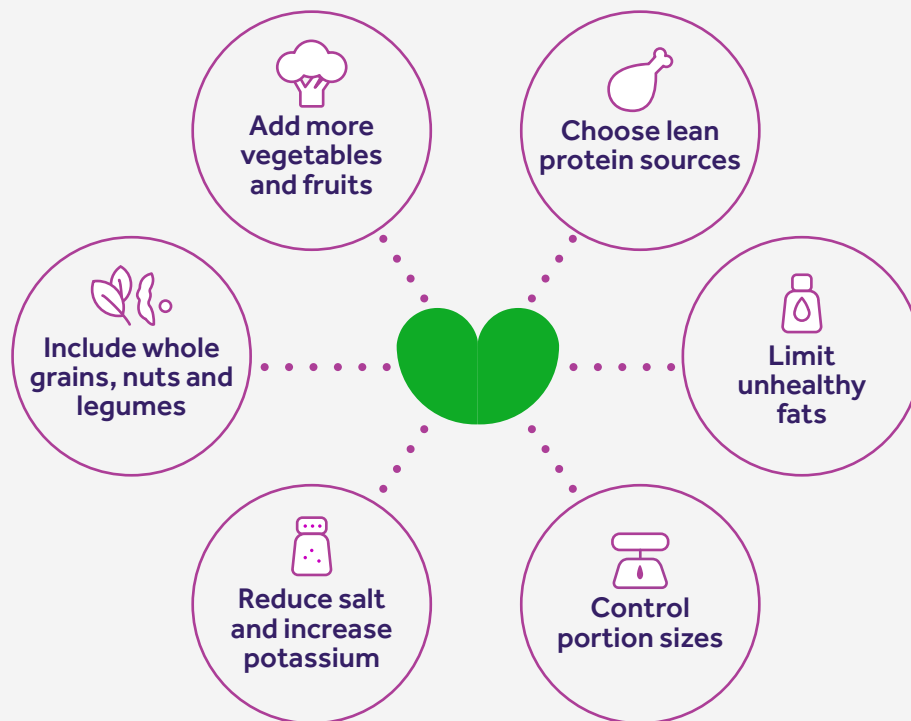 Add more
vegetables
and fruits
Choose lean
protein sources
Include whole
grains, nuts and
legumes
Limit
unhealthy
fats
Reduce salt
and increase
potassium
Control
portion sizes